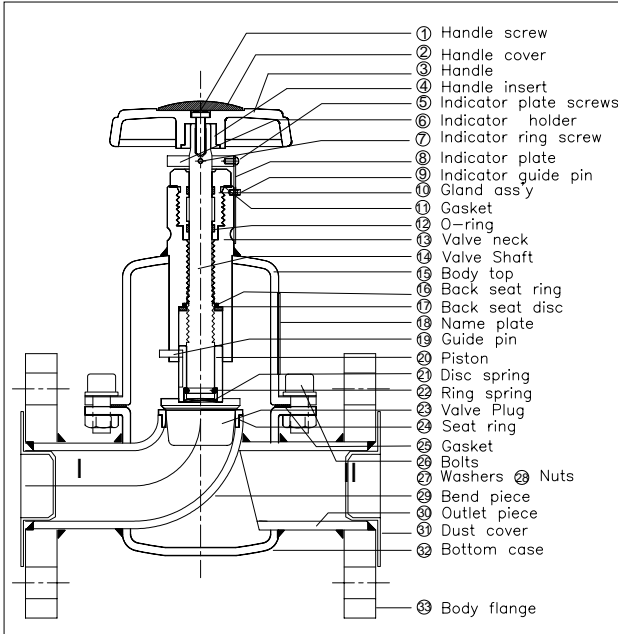 ① Handle screw
② Handle cover
③ Handle
④ Handle insert
⑤ Indicator plate screws
⑥ Indicator holder
⑦ Indicator ring screw
⑧ Indicator plate
⑨ Indicator guide pin
⑩ Gland ass'y
⑪ Gasket
⑫ O-ring
⑬ Valve neck
⑭ Valve Shaft
⑮ Body top
⑯ Back seat ring
⑰ Back seat disc
⑱ Name plate
⑲ Guide pin
⑳ Piston
㉑ Disc spring
㉒ Ring spring
㉓ Valve Plug
㉔ Seat ring
㉕ Gasket
㉖ Bolts
㉗ Washers ㉘ Nuts
㉙ Bend piece
㉚ Outlet piece
㉛ Dust cover
㉜ Bottom case
㉝ Body flange
I
II